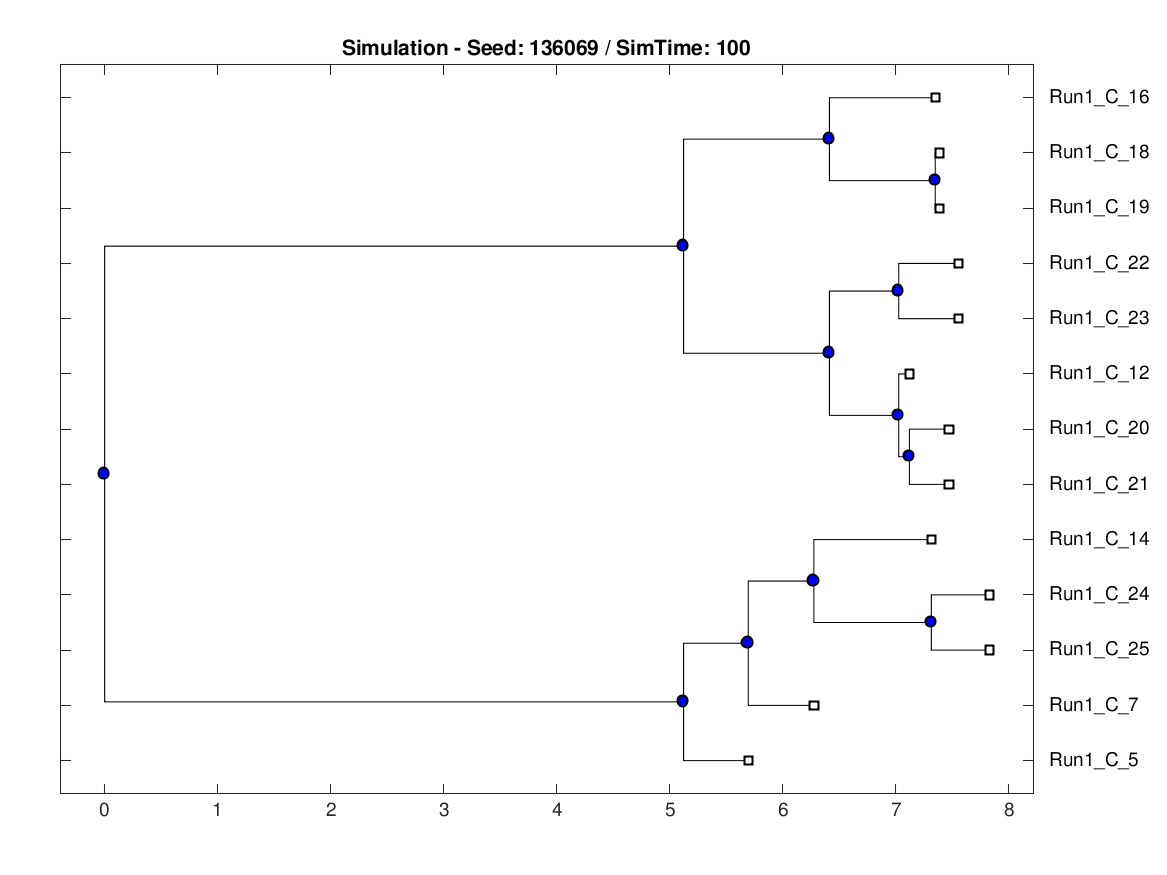 Simulation - Seed: 136069 / SimTime: 100
Run1_C_16
Run1_C_18
Run1_C_19
Run1_C_22
Run1_C_23
Run1_C_12
Run1_C_20
Run1_C_21
Run1_C_14
Run1_C_24
Run1_C_25
Run1_C_7
Run1_C_5
0 1 2 3 4 5 6 7 8